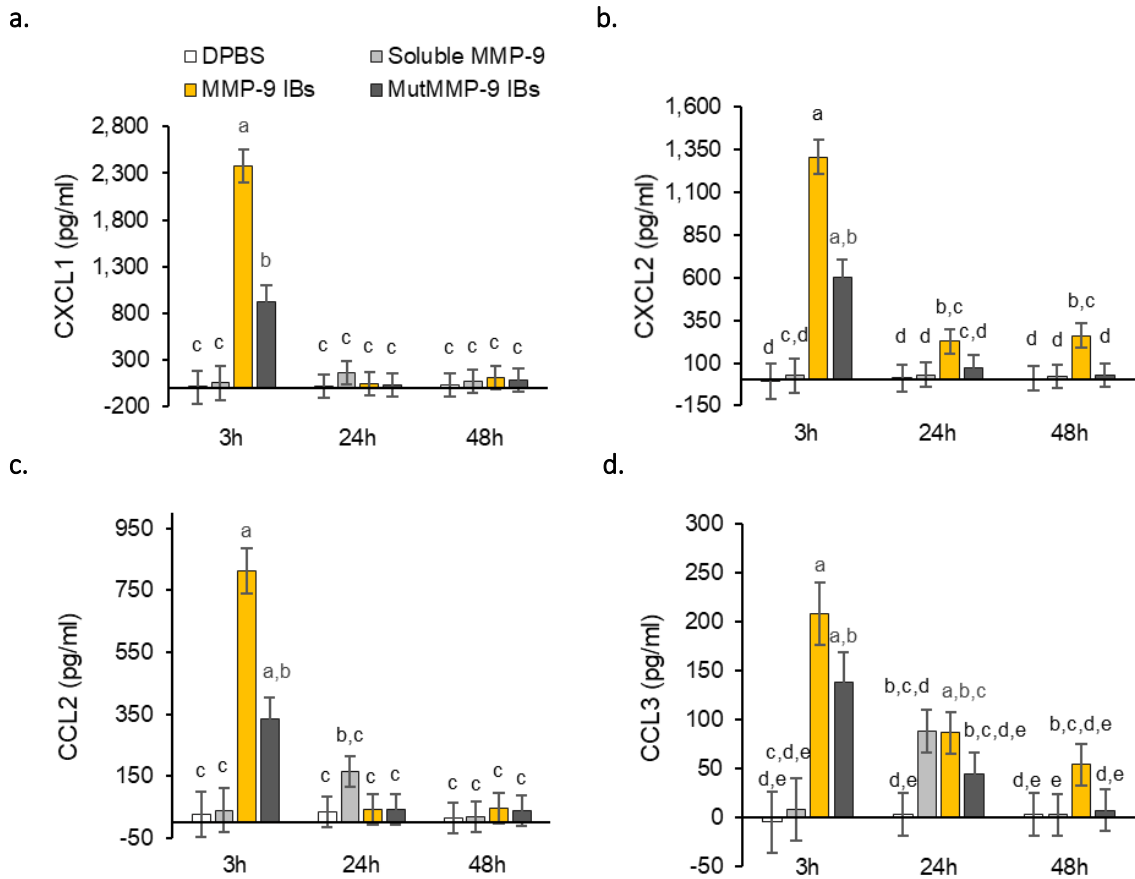 a.
DPBS Soluble MMP-9
MMP-9 IBs MutMMP-9 IBs
CXCL1 (pg/ml)
2,800
2,300
1,800
1,300
800
300
-200
c c a b c c c c c c c c
3h 24h 48h
b.
CXCL2 (pg/ml)
1,600
1,350
1,100
850
600
350
100
-150
d c,d a a,b d d b,c c,d d d b,c d
3h 24h 48h
c.
CCL2 (pg/ml)
950
750
550
350
150
-50
c c a a,b c b,c c c c c c c
3h 24h 48h
d.
CCL3 (pg/ml)
300
250
200
150
100
50
0
-50
d,e c,d,e a a,b d,e b,c,d a,b,c b,c,d,e d,e e b,c,d,e d,e
3h 24h 48h